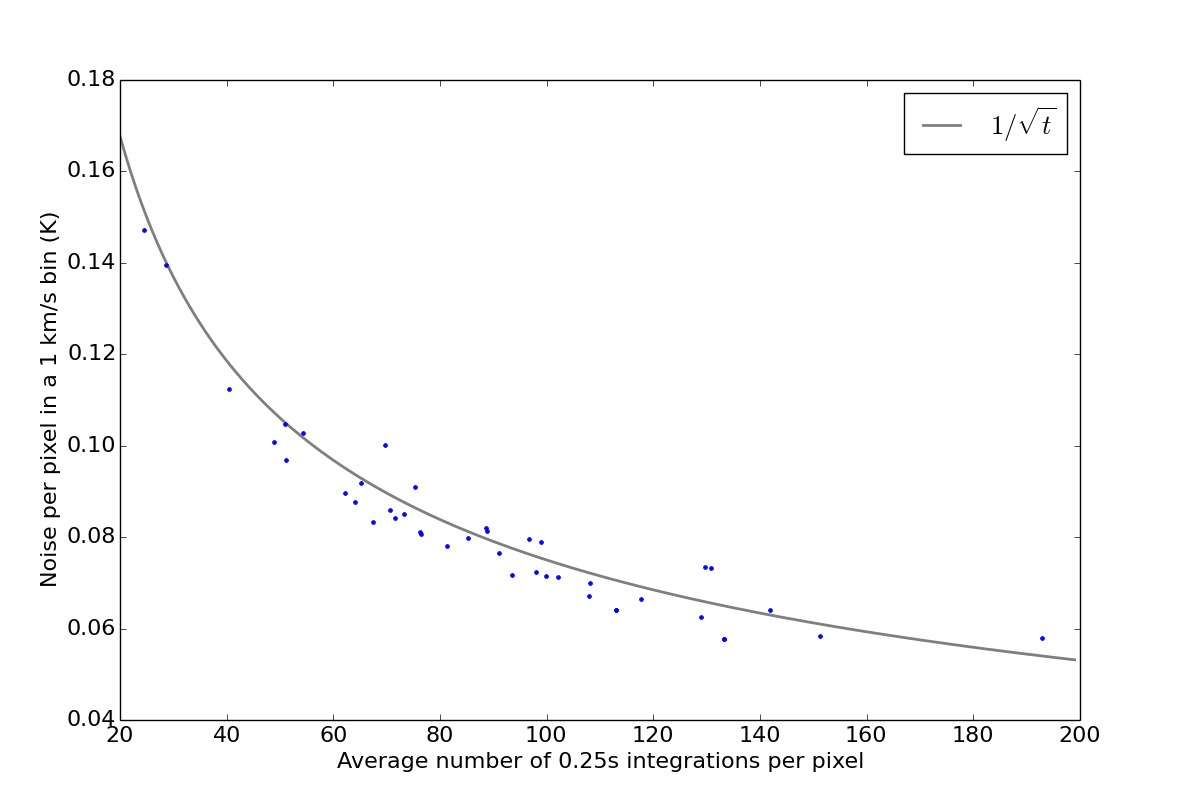 0.18
0.16
0.14
0.12
0.10
0.08
0.06
0.04
Noise per pixel in a 1 km/s bin (K)
1/√t
20 40 60 80 100 120 140 160 180 200
Average number of 0.25s integrations per pixel